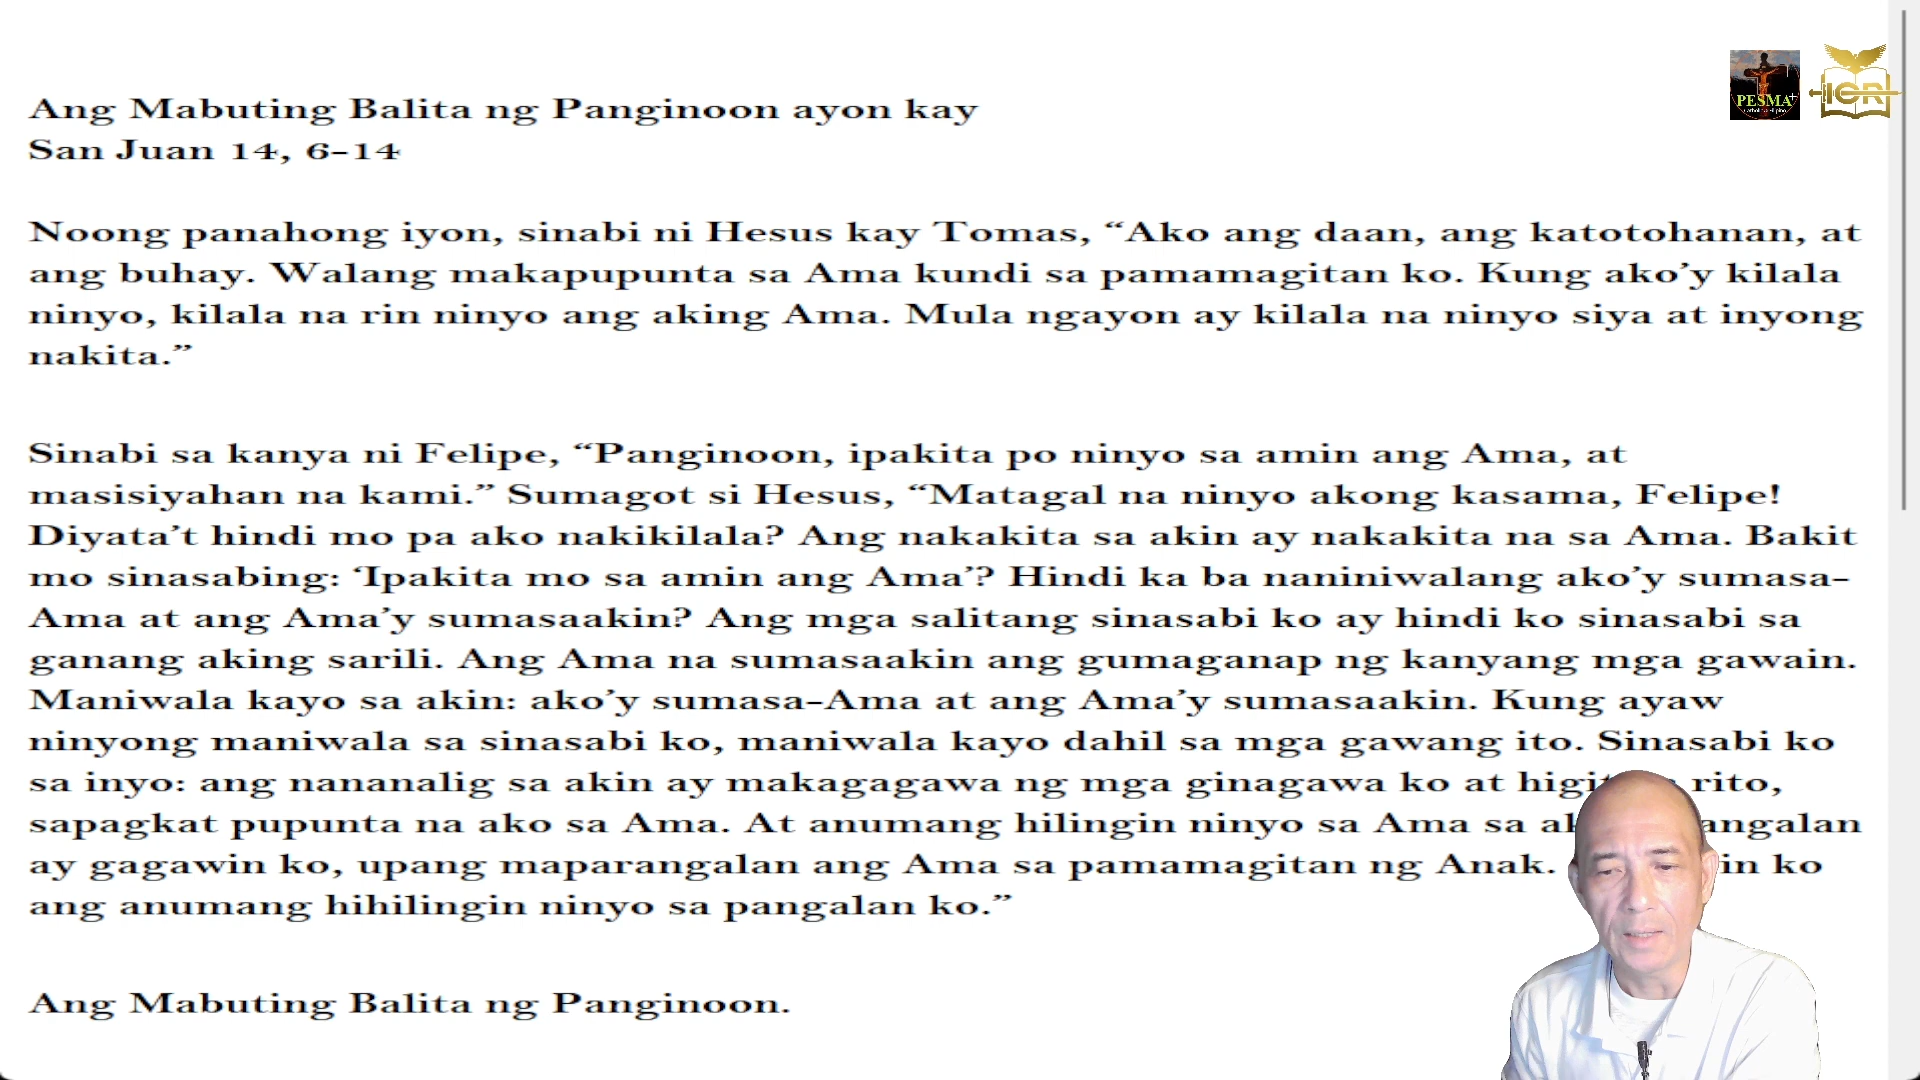 Ang Mabuting Balita ng Panginoon ayon kay
San Juan 14, 6-14
PESMA
ICR
Noong panahong iyon, sinabi ni Hesus kay Tomas, “Ako ang daan, ang katotohanan, at
ang buhay. Walang makapupunta sa Ama kundi sa pamamagitan ko. Kung ako’y kilala
ninyo, kilala na rin ninyo ang aking Ama. Mula ngayon ay kilala na ninyo siya at inyong
nakita.”
Sinabi sa kanya ni Felipe, “Panginoon, ipakita po ninyo sa amin ang Ama, at
masisiyahan na kami.” Sumagot si Hesus, “Matagal na ninyo akong kasama, Felipe!
Diyata’t hindi mo pa ako nakikilala? Ang nakakita sa akin ay nakakita na sa Ama. Bakit
mo sinasabing: ‘Ipakita mo sa amin ang Ama’? Hindi ka ba naniniwalang ako’y sumasa-
Ama at ang Ama’y sumasaakin? Ang mga salitang sinasabi ko ay hindi ko sinasabi sa
ganang aking sarili. Ang Ama na sumasaakin ang gumaganap ng kanyang mga gawain.
Maniwala kayo sa akin: ako’y sumasa-Ama at ang Ama’y sumasaakin. Kung ayaw
ninyong maniwala sa sinasabi ko, maniwala kayo dahil sa mga gawang ito. Sinasabi ko
sa inyo: ang nananalig sa akin ay makagagawa ng mga ginagawa ko at rito,
sapagkat pupunta na ako sa Ama. At anumang hilingin ninyo sa Ama sa
ay gagawin ko, upang maparangalan ang Ama sa pamamagitan ng Anak. ko
ang anumang hihilingin ninyo sa pangalan ko.”
Ang Mabuting Balita ng Panginoon.